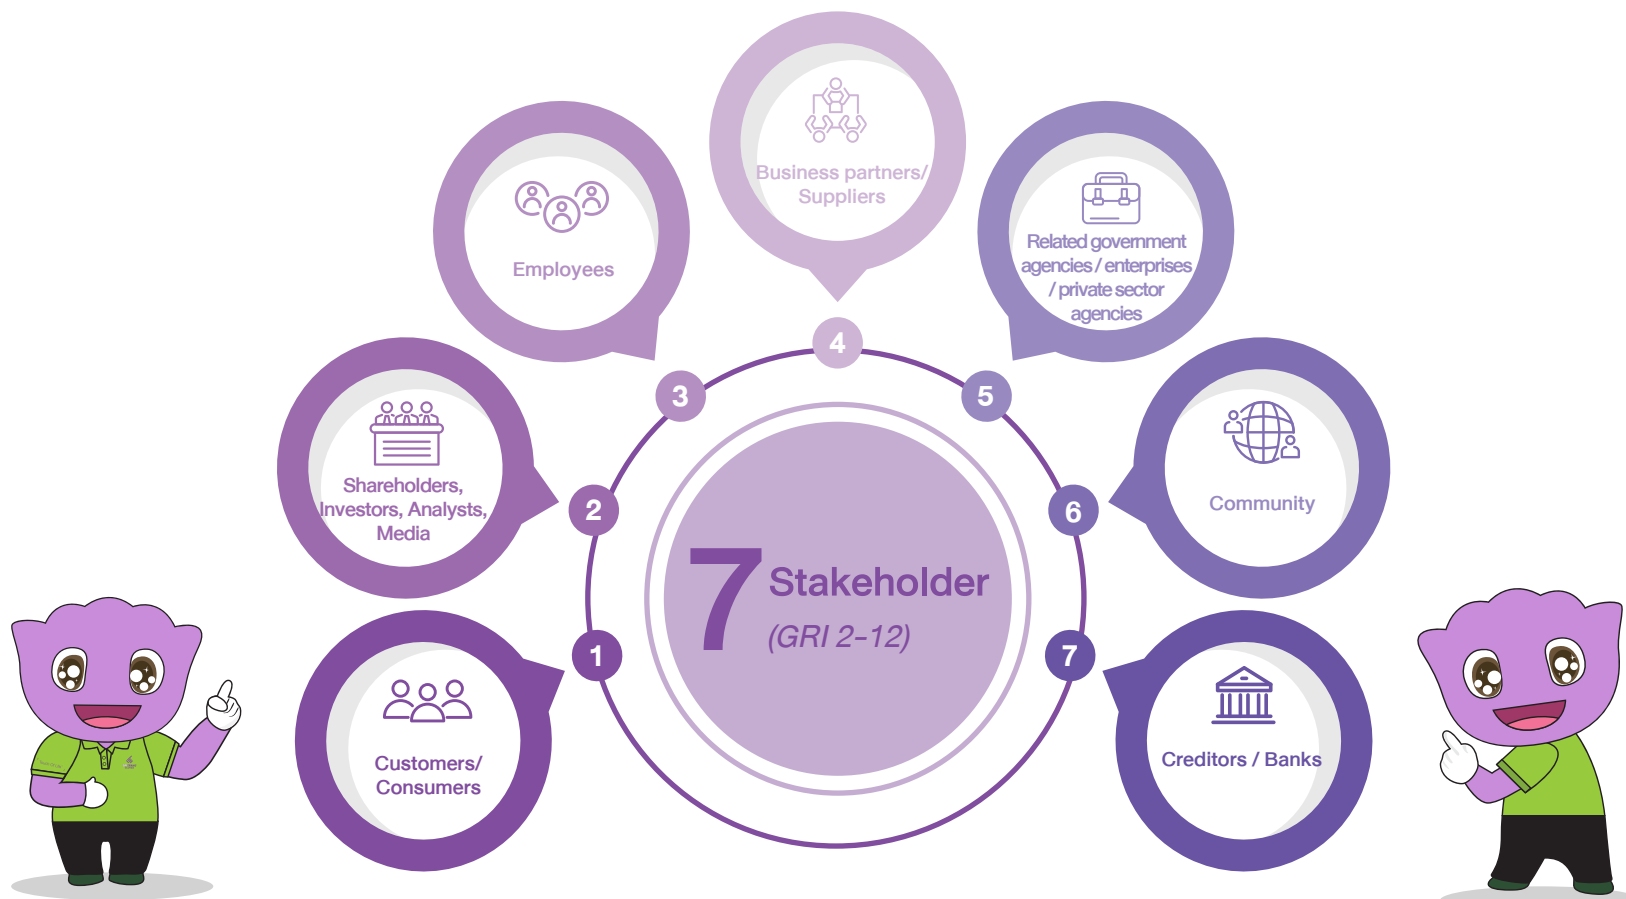 4
Business partners/
Suppliers
3
Employees
5
Related government
agencies / enterprises
/ private sector
agencies
2
Shareholders,
Investors, Analysts,
Media
6
Community
7 Stakeholder
(GRI 2-12)
1
Customers/
Consumers
7
Creditors / Banks